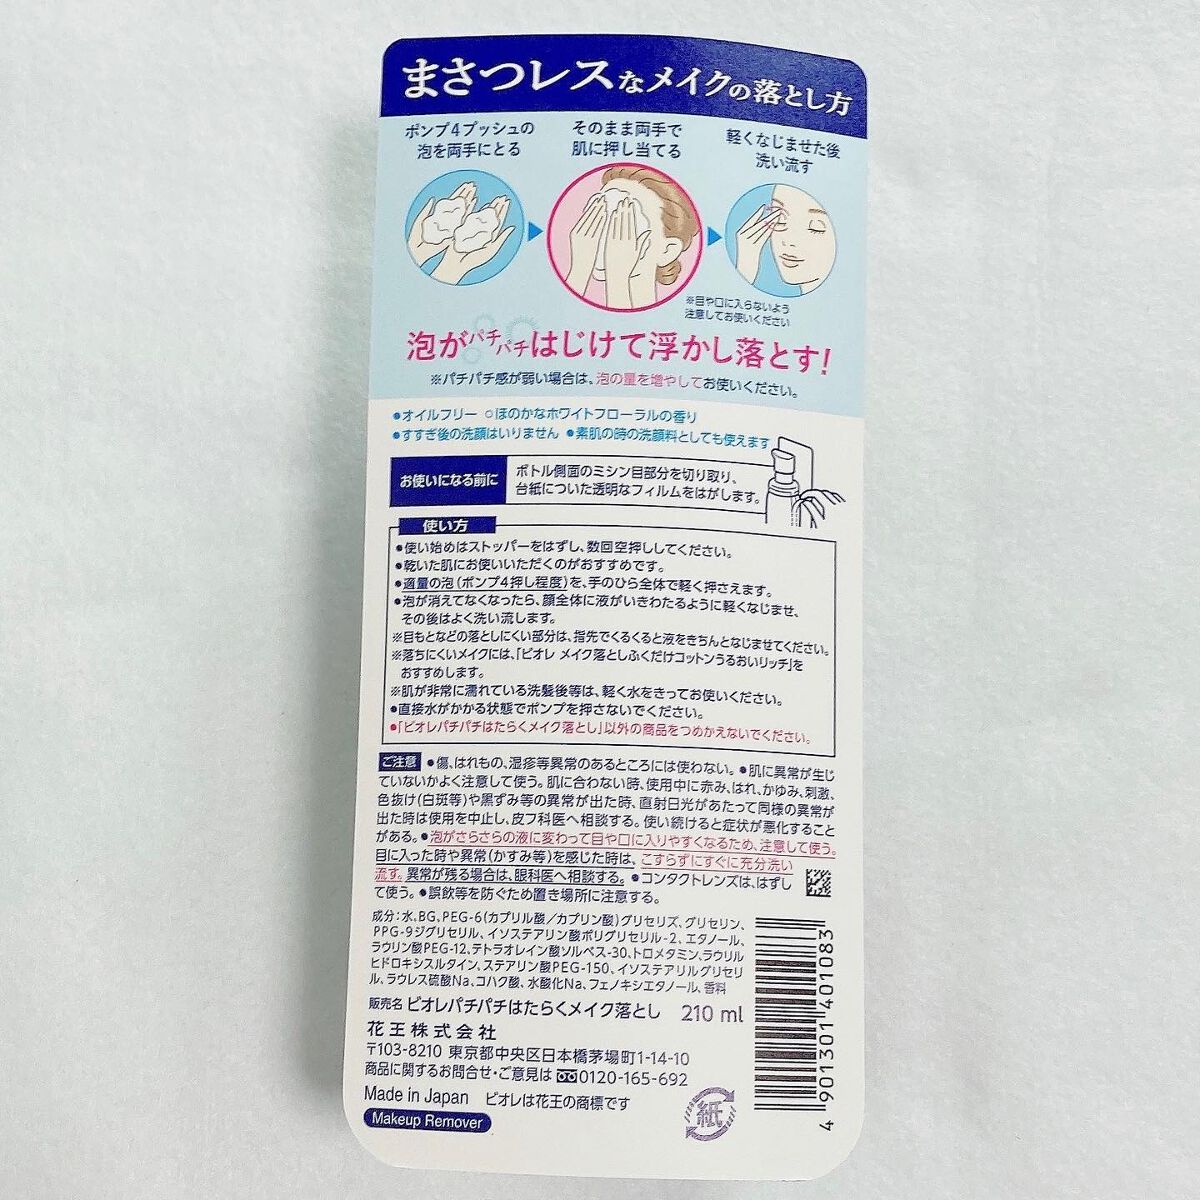 まさつレスなメイクの落とし方
ポンプ4プッシュの
泡を両手にとる
そのまま両手で
肌に押し当てる
軽くなじませた後
洗い流す
※目や口に入らないよう
注意してお使いください
泡がパチパチはじけて浮かし落とす!
※パチパチ感が弱い場合は、泡の量を増やしてお使いください。
●オイルフリー ○ほのかなホワイトフローラルの香り
●すすぎ後の洗顔はいりません ●素肌の時の洗顔料としても使えます
お使いになる前に
ボトル側面のミシン目部分を切り取り、
台紙についた透明なフィルムをはがします。
使い方
●使い始めはストッパーをはずし、数回空押ししてください。
●乾いた肌にお使いいただくのがおすすめです。
●適量の泡(ポンプ4押し程度)を、手のひら全体で軽く押さえます。
●泡が消えてなくなったら、顔全体に液がいきわたるように軽くなじませ、
その後はよく洗い流します。
※目もとなどの落としにくい部分は、指先でくるくると液をきちんとなじませてください。
※落ちにくいメイクには、「ビオレ メイク落としふくだけコットンうるおいリッチ」を
おすすめします。
※肌が非常に濡れている洗髪後等は、軽く水をきってお使いください。
●直接水がかかる状態でポンプを押さないでください。
●「ビオレパチパチはたらくメイク落とし」以外の商品をつめかえないでください。
ご注意 ●傷、はれもの、湿疹等異常のあるところには使わない。●肌に異常が生じ
ていないかよく注意して使う。肌に合わない時、使用中に赤み、はれ、かゆみ、刺激、
色抜け(白斑等)や黒ずみ等の異常が出た時、直射日光があたって同様の異常が
出た時は使用を中止し、皮フ科医へ相談する。使い続けると症状が悪化すること
がある。●泡がさらさらの液に変わって目や口に入りやすくなるため、注意して使う。
目に入った時や異常(かすみ等)を感じた時は、こすらずにすぐに充分洗い
流す。異常が残る場合は、眼科医へ相談する。●コンタクトレンズは、はずし
て使う。●誤飲等を防ぐため置き場所に注意する。
成分:水、BG、PEG-6(カプリル酸/カプリン酸)グリセリズ、グリセリン、
PPG-9ジグリセリル、イソステアリン酸ポリグリセリル-2、エタノール、
ラウリン酸PEG-12、テトラオレイン酸ソルベス-30、トロメタミン、ラウリル
ヒドロキシスルタイン、ステアリン酸PEG-150、イソステアリルグリセリ
ル、ラウレス硫酸Na、コハク酸、水酸化Na、フェノキシエタノール、香料
販売名 ビオレパチパチはたらくメイク落とし 210 ml
花王株式会社
〒103-8210 東京都中央区日本橋茅場町1-14-10
商品に関するお問合せ・ご意見は 0120-165-692
Made in Japan ビオレは花王の商標です
Makeup Remover
紙
4 901301 401083